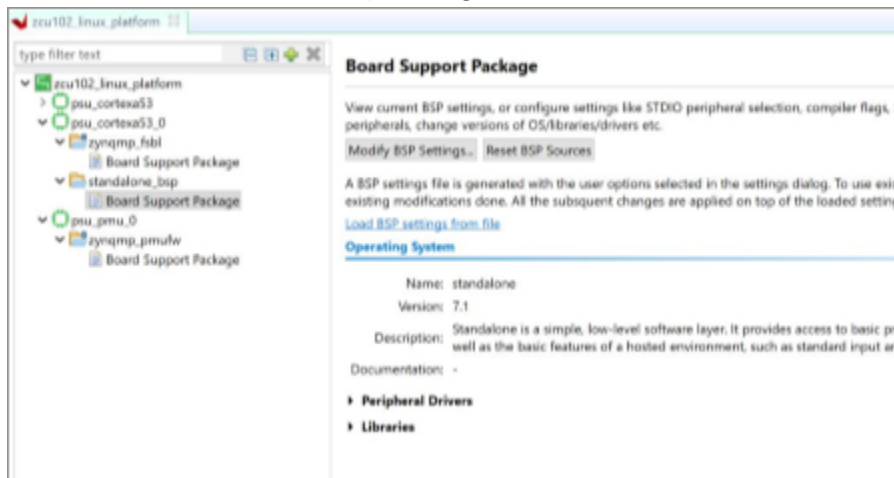 zcu102_linux_platform
type filter text
zcu102_linux_platform
psu_cortexa53
psu_cortexa53_0
zynqmp_fsbl
Board Support Package
standalone_bsp
Board Support Package
psu_pmu_0
zynqmp_pmufw
Board Support Package
Board Support Package
View current BSP settings, or configure settings like STDIO peripheral selection, compiler flags,
peripherals, change versions of OS/libraries/drivers etc.
Modify BSP Settings... Reset BSP Sources
A BSP settings file is generated with the user options selected in the settings dialog. To use exi
existing modifications done. All the subsquent changes are applied on top of the loaded setting
Load BSP settings from file
Operating System
Name: standalone
Version: 7.1
Description: Standalone is a simple, low-level software layer. It provides access to basic pr
well as the basic features of a hosted environment, such as standard input ar
Documentation: -
Peripheral Drivers
Libraries